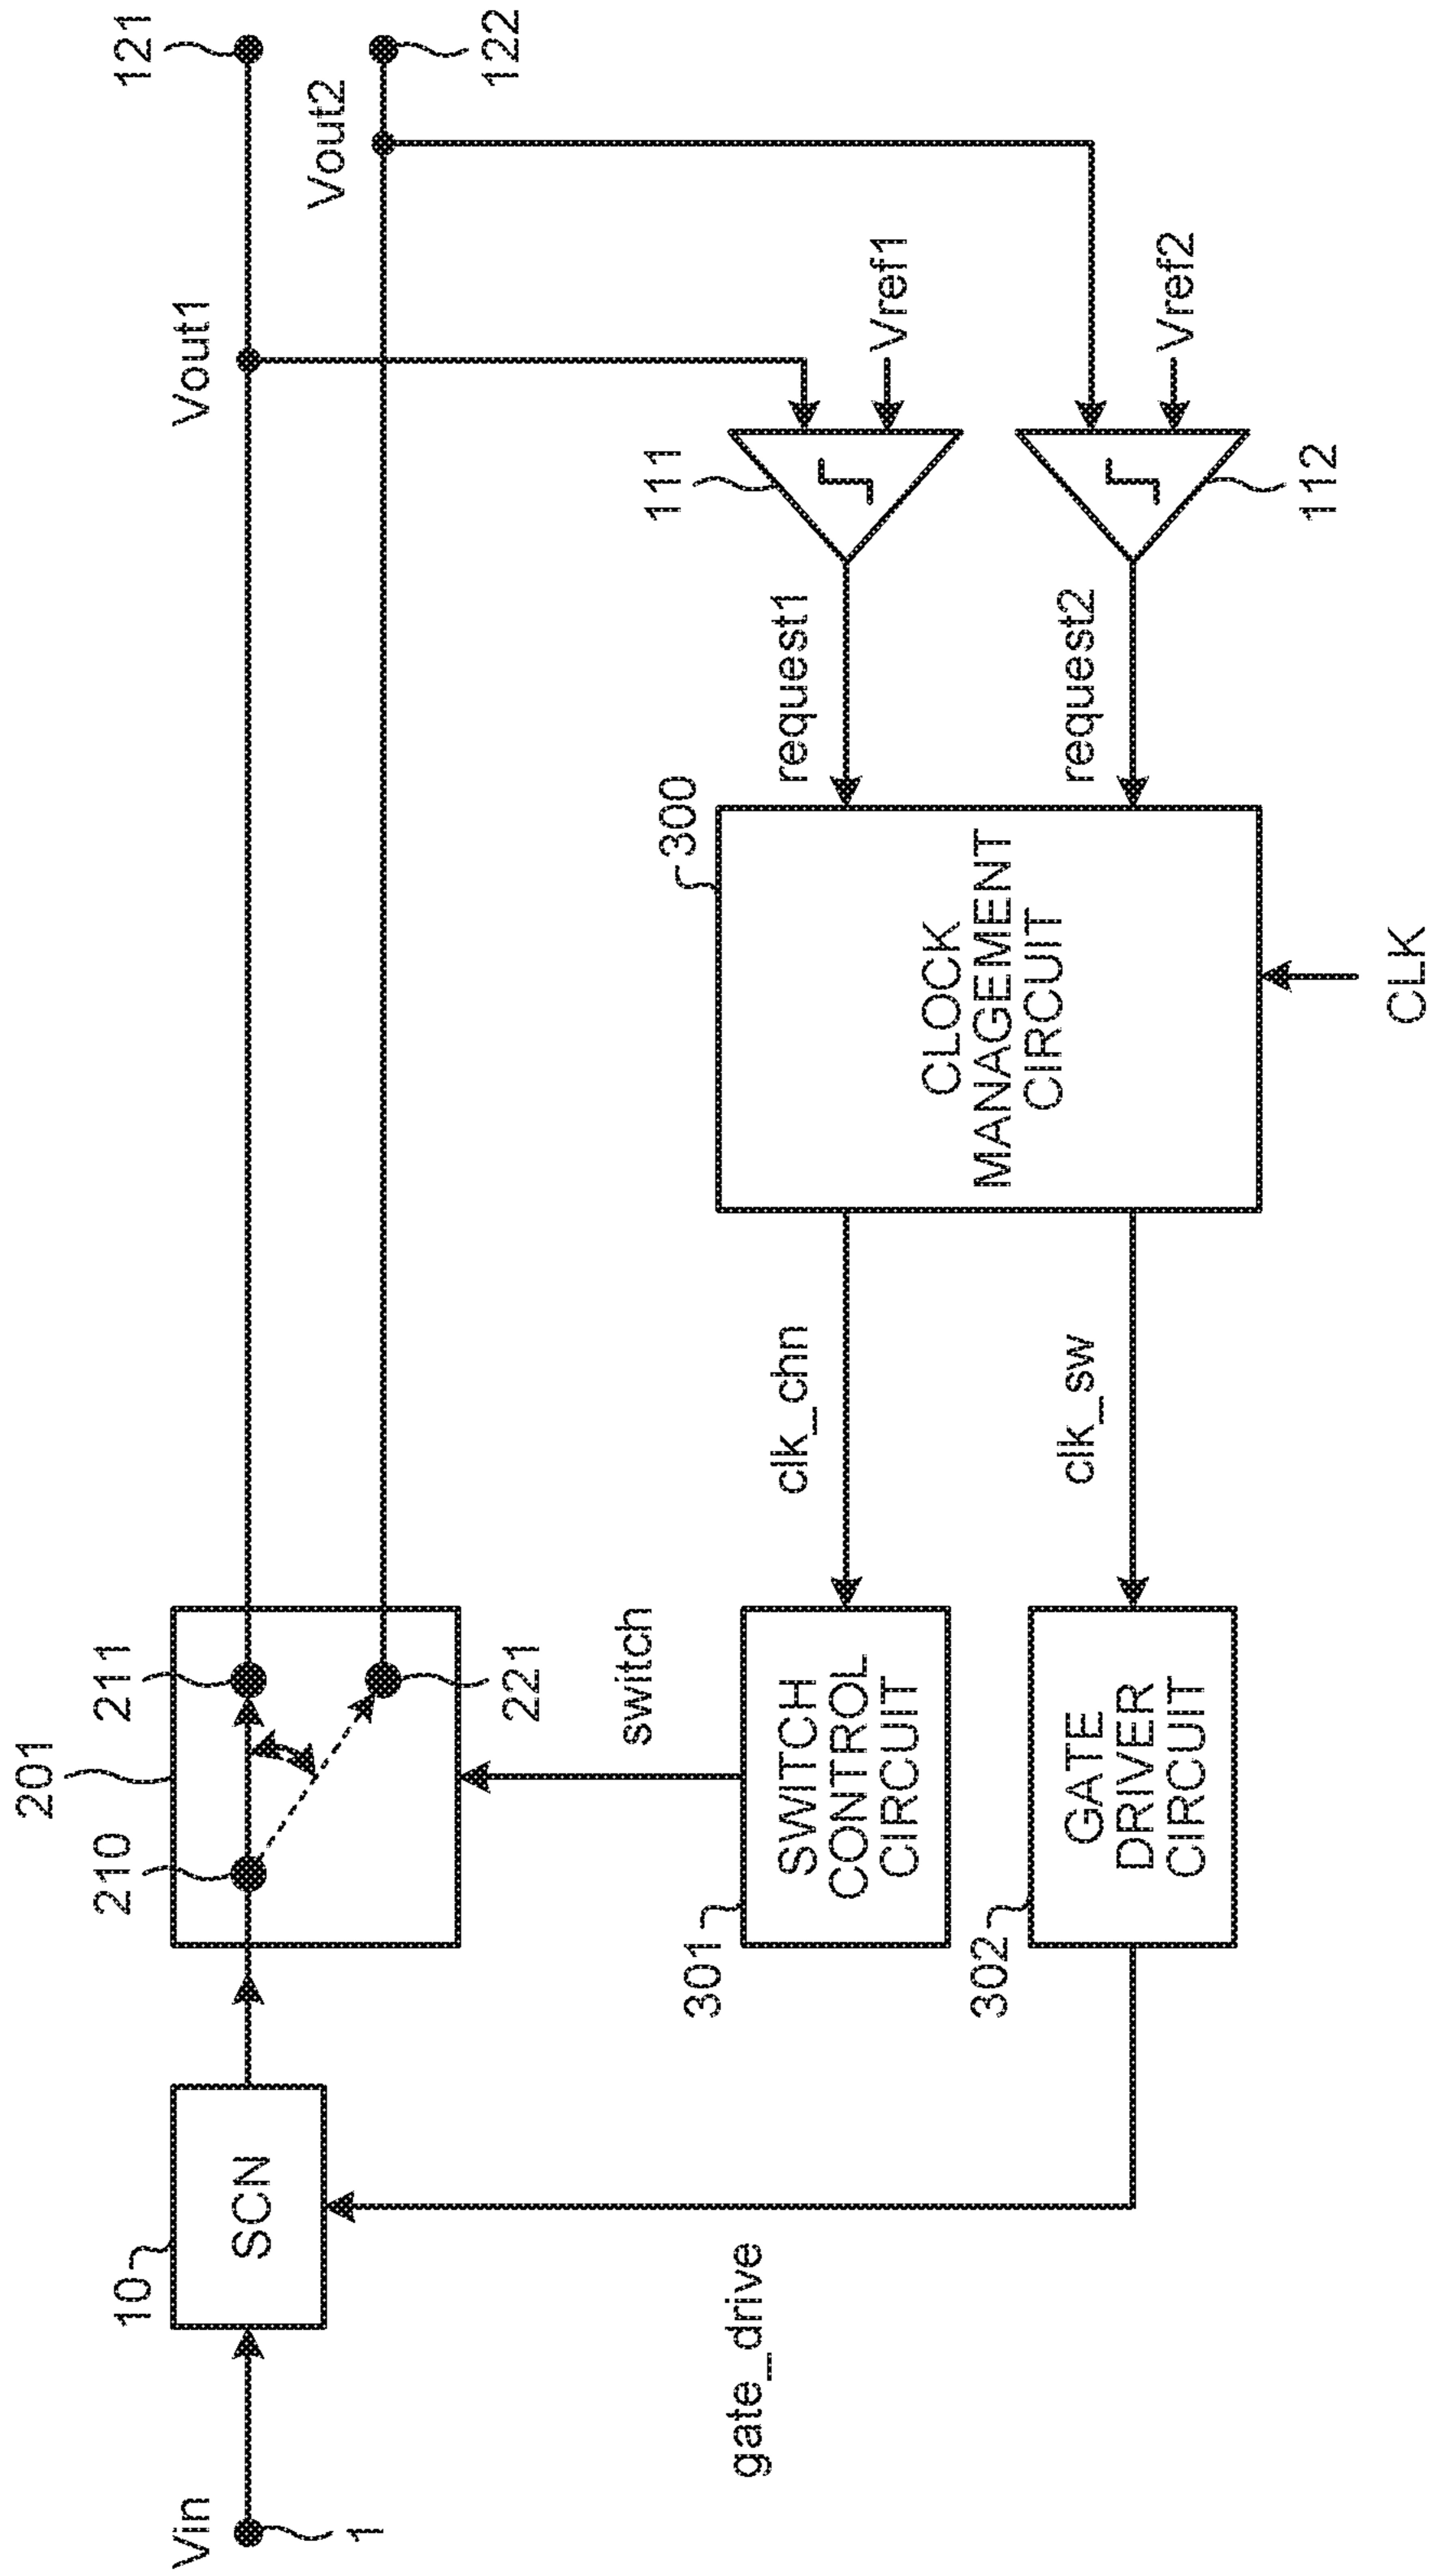 Vin
1
10
SCN
gate_drive
201
210
211
221
switch
301
SWITCH
CONTROL
CIRCUIT
302
GATE
DRIVER
CIRCUIT
clk_chn
clk_sw
300
CLOCK
MANAGEMENT
CIRCUIT
CLK
request1
request2
111
112
Vref1
Vref2
Vout1
Vout2
121
122